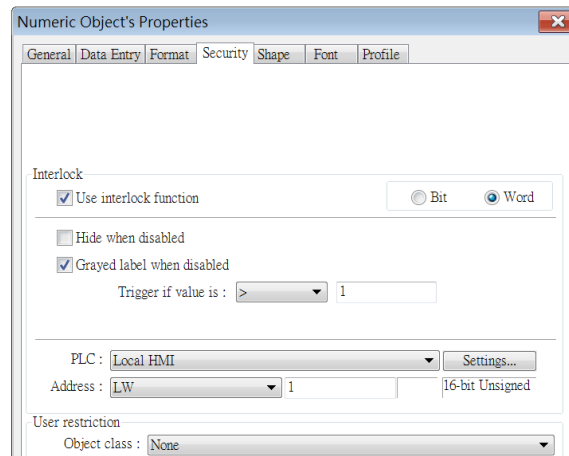 Numeric Object's Properties
General Data Entry Format Security Shape Font Profile
Interlock
Use interlock function Bit Word
Hide when disabled
Grayed label when disabled
Trigger if value is : > 1
PLC : Local HMI Settings...
Address : LW 1 16-bit Unsigned
User restriction
Object class : None